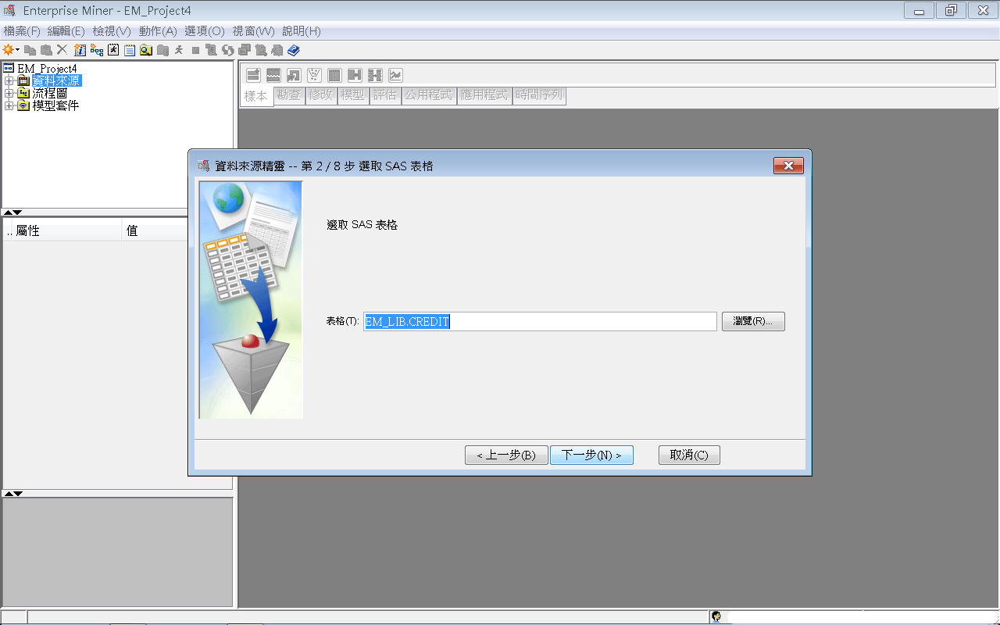 Enterprise Miner - EM_Project4
檔案(F) 編輯(E) 檢視(V) 動作(A) 選項(O) 視窗(W) 說明(H)
EM_Project4
資料來源
流程圖
模型套件
樣本 勘查 修改 模型 評估 公用程式 應用程式 時間序列
.. 屬性 值
資料來源精靈 -- 第 2 / 8 步 選取 SAS 表格
選取 SAS 表格
表格(T): EM_LIB.CREDIT 瀏覽(R)...
< 上一步(B) 下一步(N) > 取消(C)